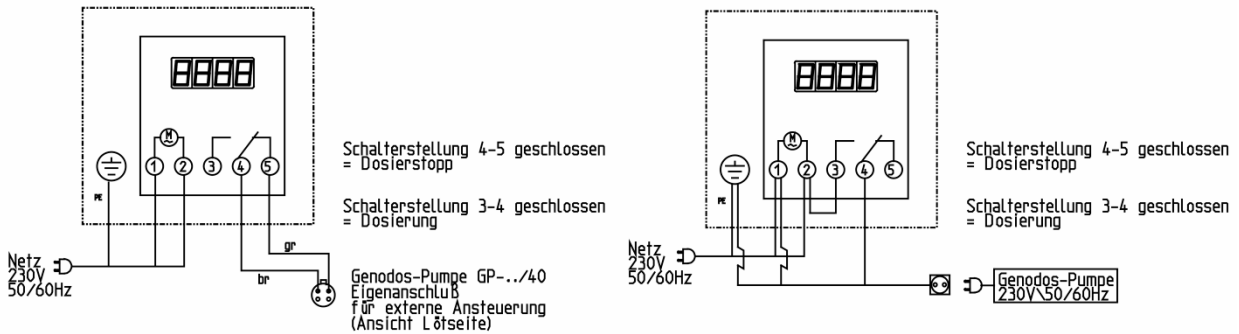 8888
M
1 2 3 4 5
PE
Schalterstellung 4-5 geschlossen
= Dosierstopp
Schalterstellung 3-4 geschlossen
= Dosierung
Netz
230V
50/60Hz
gr
br
Genodos-Pumpe GP-../40
Eigenanschluß
für externe Ansteuerung
(Ansicht Lötseite)
8888
M
1 2 3 4 5
PE
Schalterstellung 4-5 geschlossen
= Dosierstopp
Schalterstellung 3-4 geschlossen
= Dosierung
Netz
230V
50/60Hz
Genodos-Pumpe
230V\50/60Hz